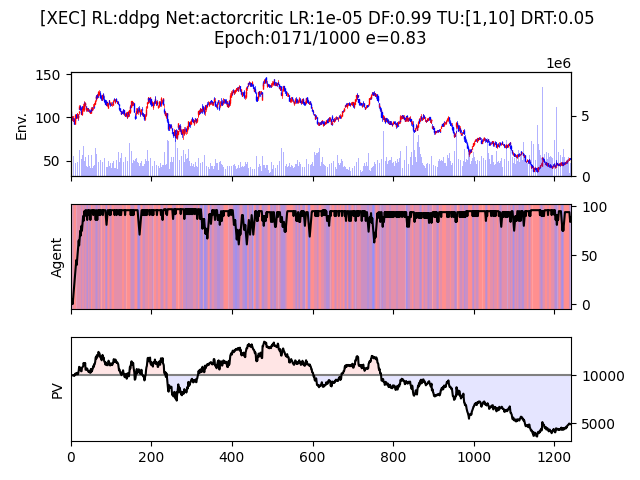 [XEC] RL:ddpg Net:actorcritic LR:1e-05 DF:0.99 TU:[1,10] DRT:0.05
Epoch:0171/1000 e=0.83
1e6
150
100
50
Env.
5
0
Agent
100
50
0
PV
10000
5000
0
200
400
600
800
1000
1200